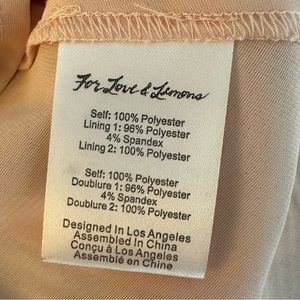 For Love & Lemons
Self: 100% Polyester
Lining 1: 96% Polyester
4% Spandex
Lining 2: 100% Polyester
Self: 100% Polyester
Doublure 1: 96% Polyester
4% Spandex
Doublure 2: 100% Polyester
Designed In Los Angeles
Assembled In China
Conçu à Los Angeles
Assemblé en Chine